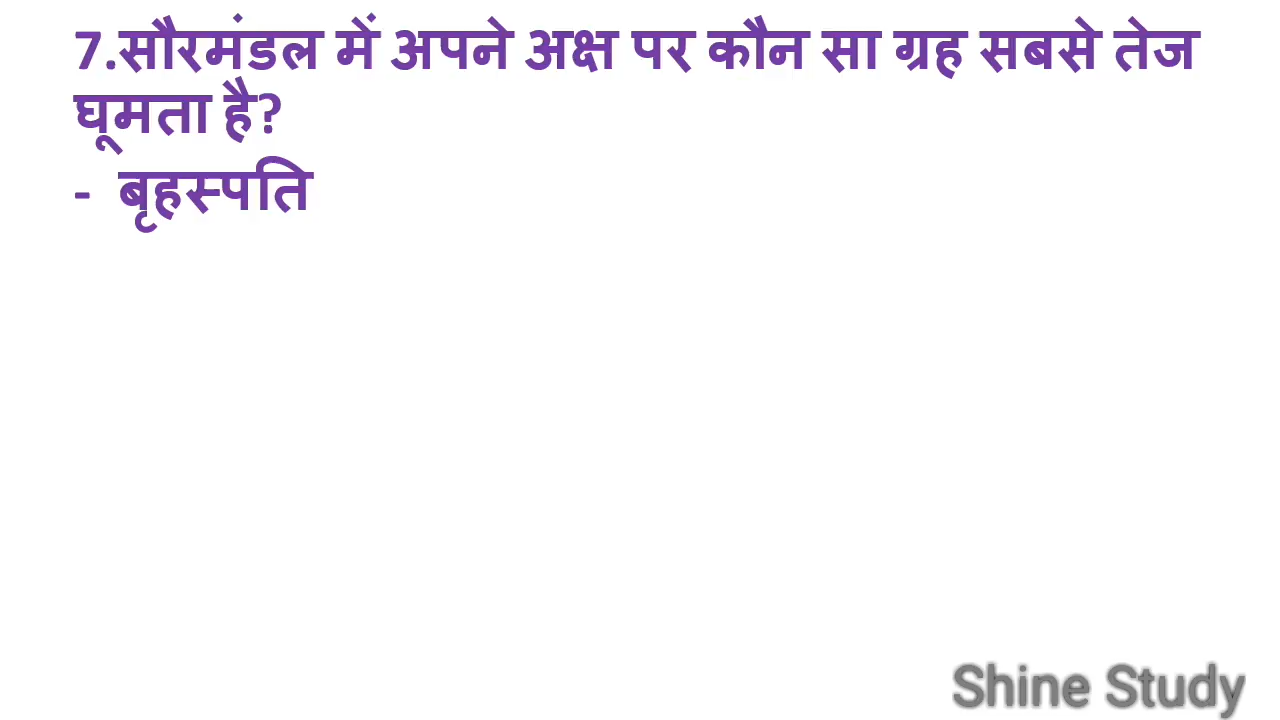 7.सौरमंडल में अपने अक्ष पर कौन सा ग्रह सबसे तेज
घूमता है?
- बृहस्पति
Shine Study